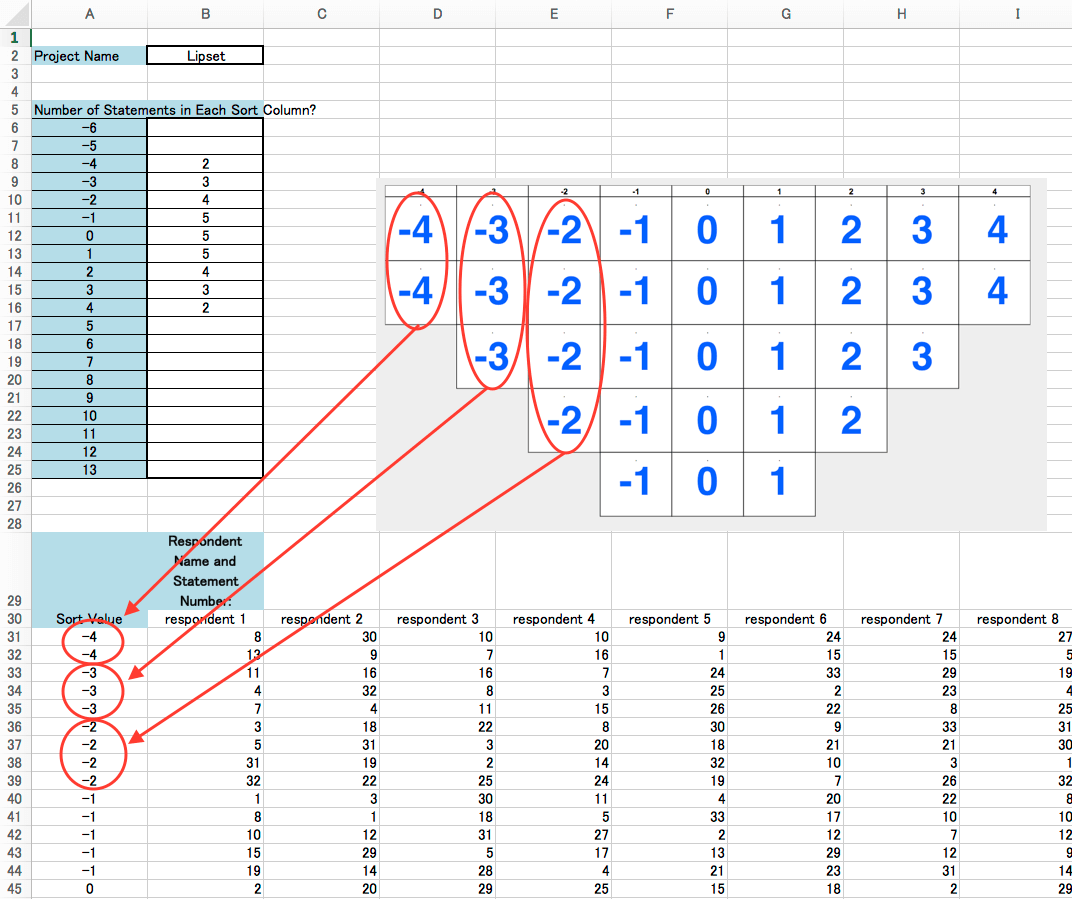 A B C D E F G H I
1
2 Project Name Lipset
3
4
5 Number of Statements in Each Sort Column?
6 -6
7 -5
8 -4 2
9 -3 3
10 -2 4
11 -1 5
12 0 5
13 1 5
14 2 4
15 3 3
16 4 2
17 5
18 6
19 7
20 8
21 9
22 10
23 11
24 12
25 13
26
27
28
-4 -3 -2 -1 0 1 2 3 4
-4 -3 -2 -1 0 1 2 3 4
-4 -3 -2 -1 0 1 2 3 4
-3 -2 -1 0 1 2 3
-2 -1 0 1 2
-1 0 1
Respondent
Name and
Statement
29 Number:
30 Sort Value respondent 1 respondent 2 respondent 3 respondent 4 respondent 5 respondent 6 respondent 7 respondent 8
31 -4 8 30 10 10 9 24 24 27
32 -4 13 9 7 16 1 15 15 5
33 -3 11 16 16 7 24 33 29 19
34 -3 4 32 8 3 25 2 23 4
35 -3 7 4 11 15 26 22 8 25
36 -2 3 18 22 8 30 9 33 31
37 -2 5 31 3 20 18 21 21 30
38 -2 31 19 2 14 32 10 3 1
39 -2 32 22 25 24 19 7 26 32
40 -1 1 3 30 11 4 20 22 8
41 -1 8 1 18 5 33 17 10 10
42 -1 10 12 31 27 2 12 7 12
43 -1 15 29 5 17 13 29 12 9
44 -1 19 14 28 4 21 23 31 14
45 0 2 20 29 25 15 18 2 29